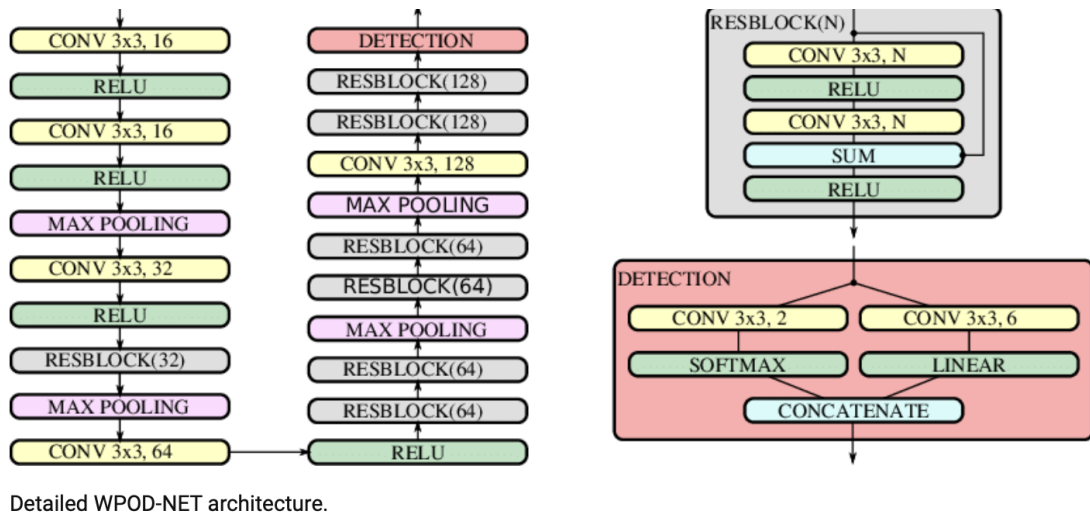 CONV 3x3, 16
RELU
CONV 3x3, 16
RELU
MAX POOLING
CONV 3x3, 32
RELU
RESBLOCK(32)
MAX POOLING
CONV 3x3, 64
DETECTION
RESBLOCK(128)
RESBLOCK(128)
CONV 3x3, 128
MAX POOLING
RESBLOCK(64)
RESBLOCK(64)
MAX POOLING
RESBLOCK(64)
RESBLOCK(64)
RELU
RESBLOCK(N)
CONV 3x3, N
RELU
CONV 3x3, N
SUM
RELU
DETECTION
CONV 3x3, 2
CONV 3x3, 6
SOFTMAX
LINEAR
CONCATENATE
Detailed WPOD-NET architecture.